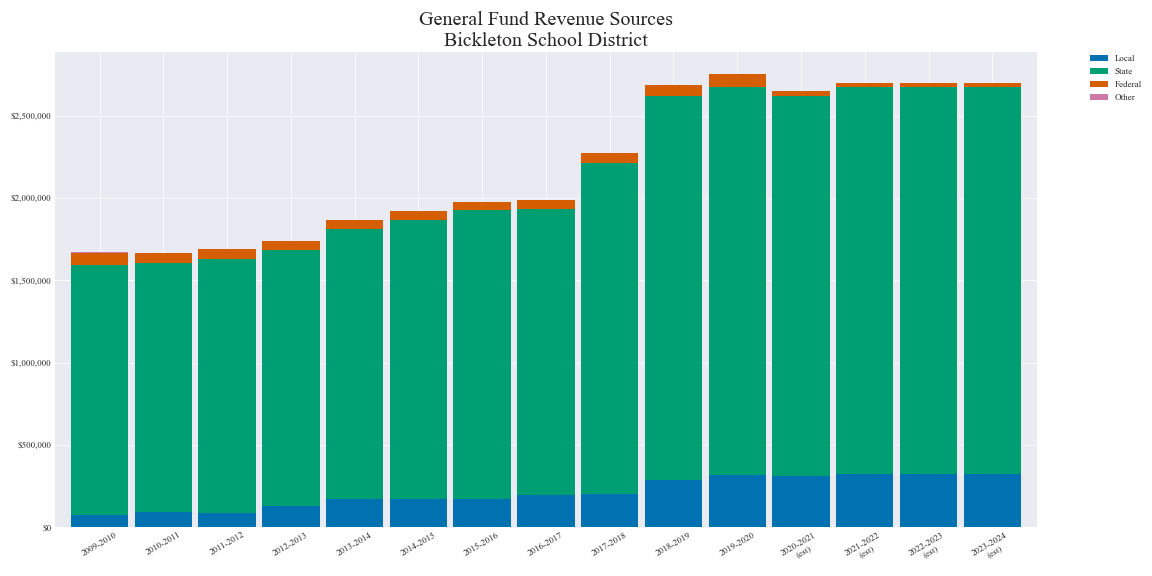 General Fund Revenue Sources
Bickleton School District
Local
State
Federal
Other
$2,500,000
$2,000,000
$1,500,000
$1,000,000
$500,000
$0
2009-2010
2010-2011
2011-2012
2012-2013
2013-2014
2014-2015
2015-2016
2016-2017
2017-2018
2018-2019
2019-2020
2020-2021
(est)
2021-2022
(est)
2022-2023
(est)
2023-2024
(est)